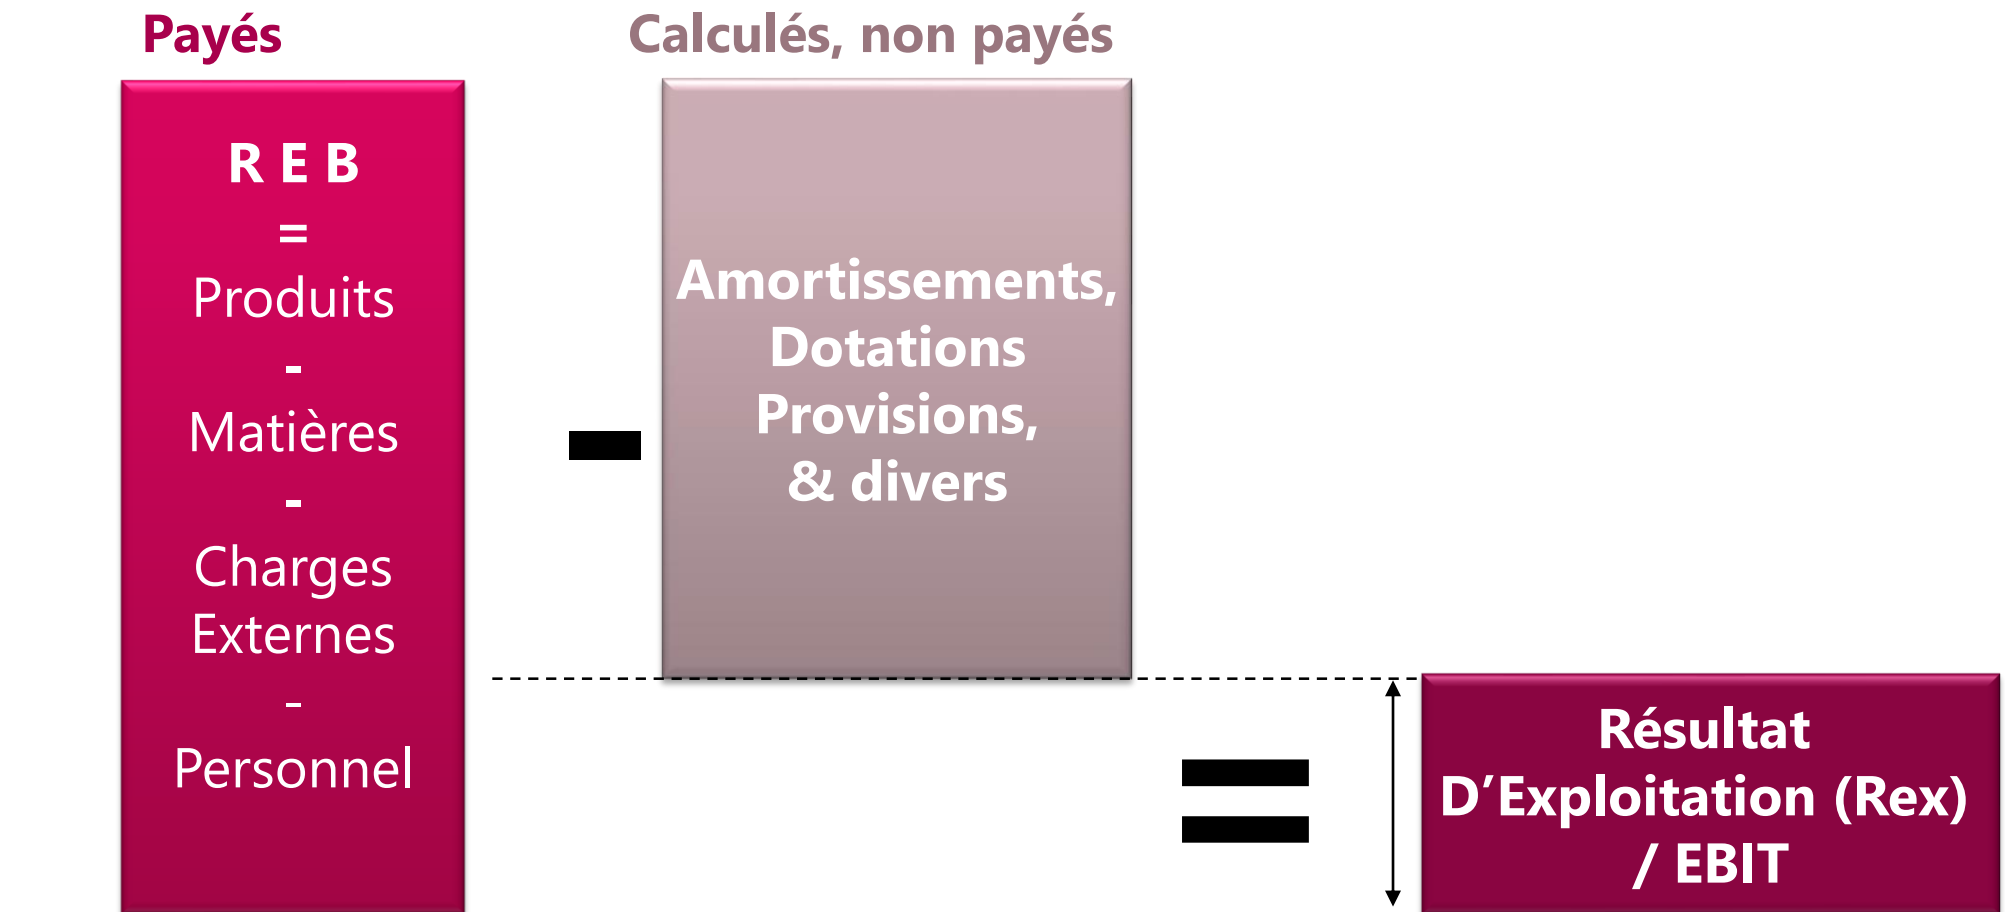 Payés
R E B
=
Produits
-
Matières
-
Charges
Externes
-
Personnel
-
Calculés, non payés
Amortissements,
Dotations
Provisions,
& divers
=
Résultat
D’Exploitation (Rex)
/ EBIT